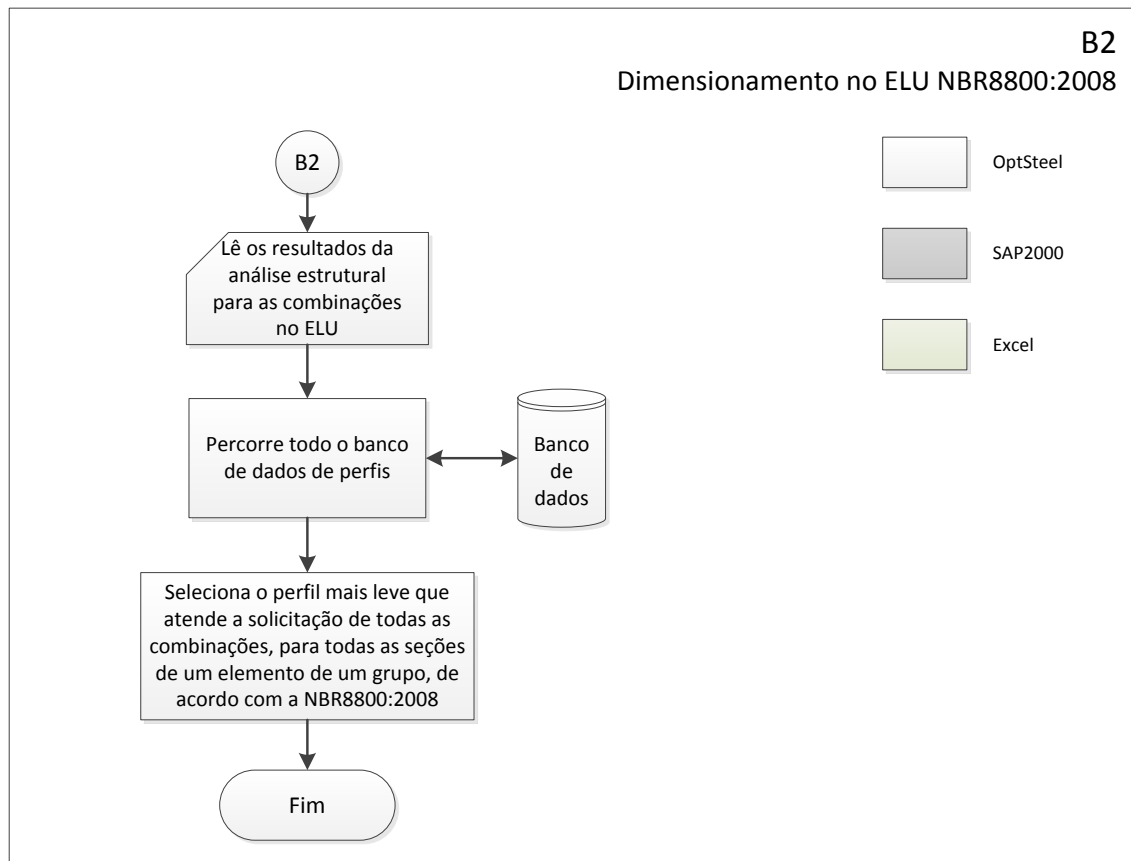 B2
Dimensionamento no ELU NBR8800:2008
B2
Lê os resultados da
análise estrutural
para as combinações
no ELU
Percorre todo o banco
de dados de perfis
Banco
de
dados
Seleciona o perfil mais leve que
atende a solicitação de todas as
combinações, para todas as seções
de um elemento de um grupo, de
acordo com a NBR8800:2008
Fim
OptSteel
SAP2000
Excel